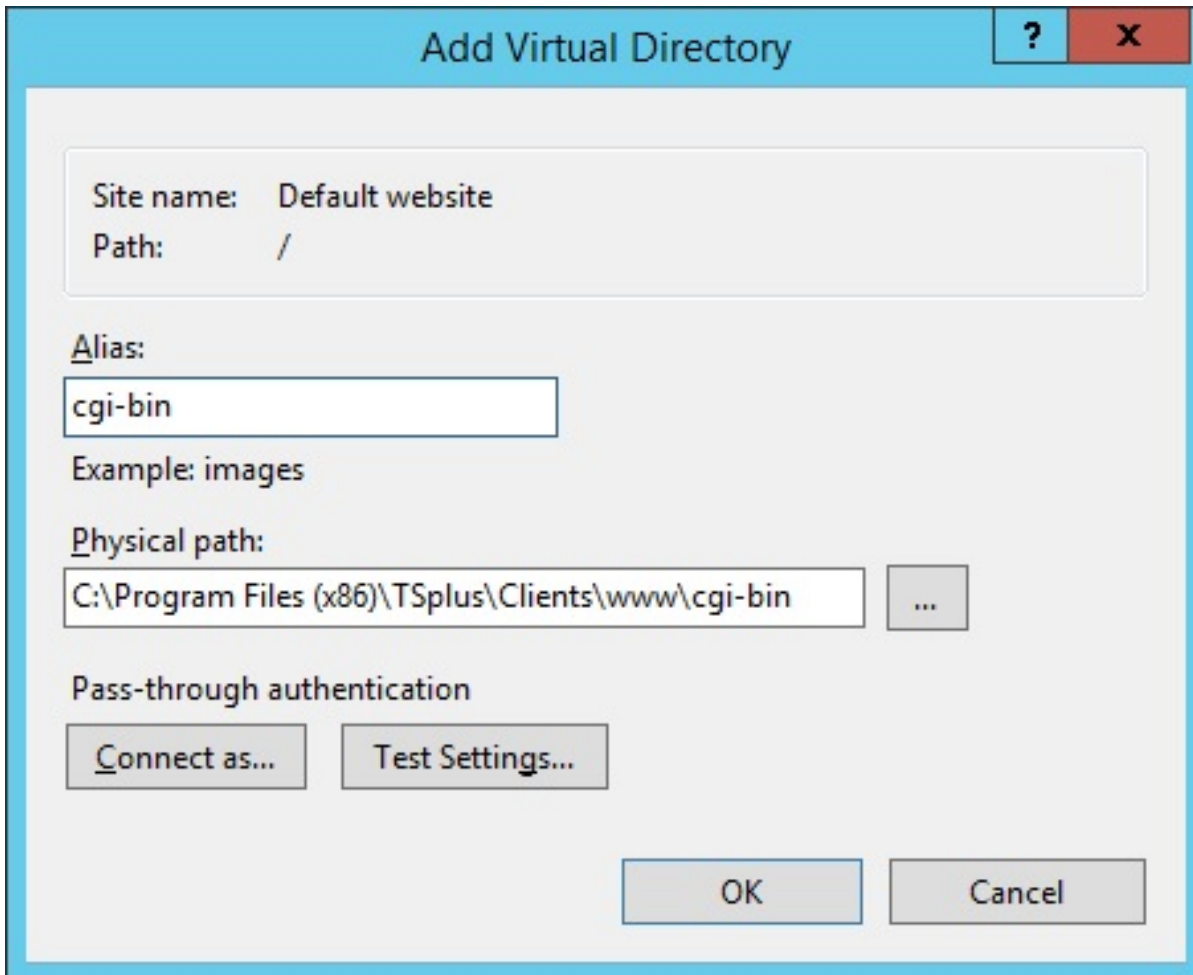 Add Virtual Directory
?
x
Site name: Default website
Path: /
Alias:
cgi-bin
Example: images
Physical path:
C:\Program Files (x86)\TSplus\Clients\www\cgi-bin
...
Pass-through authentication
Connect as... Test Settings...
OK Cancel